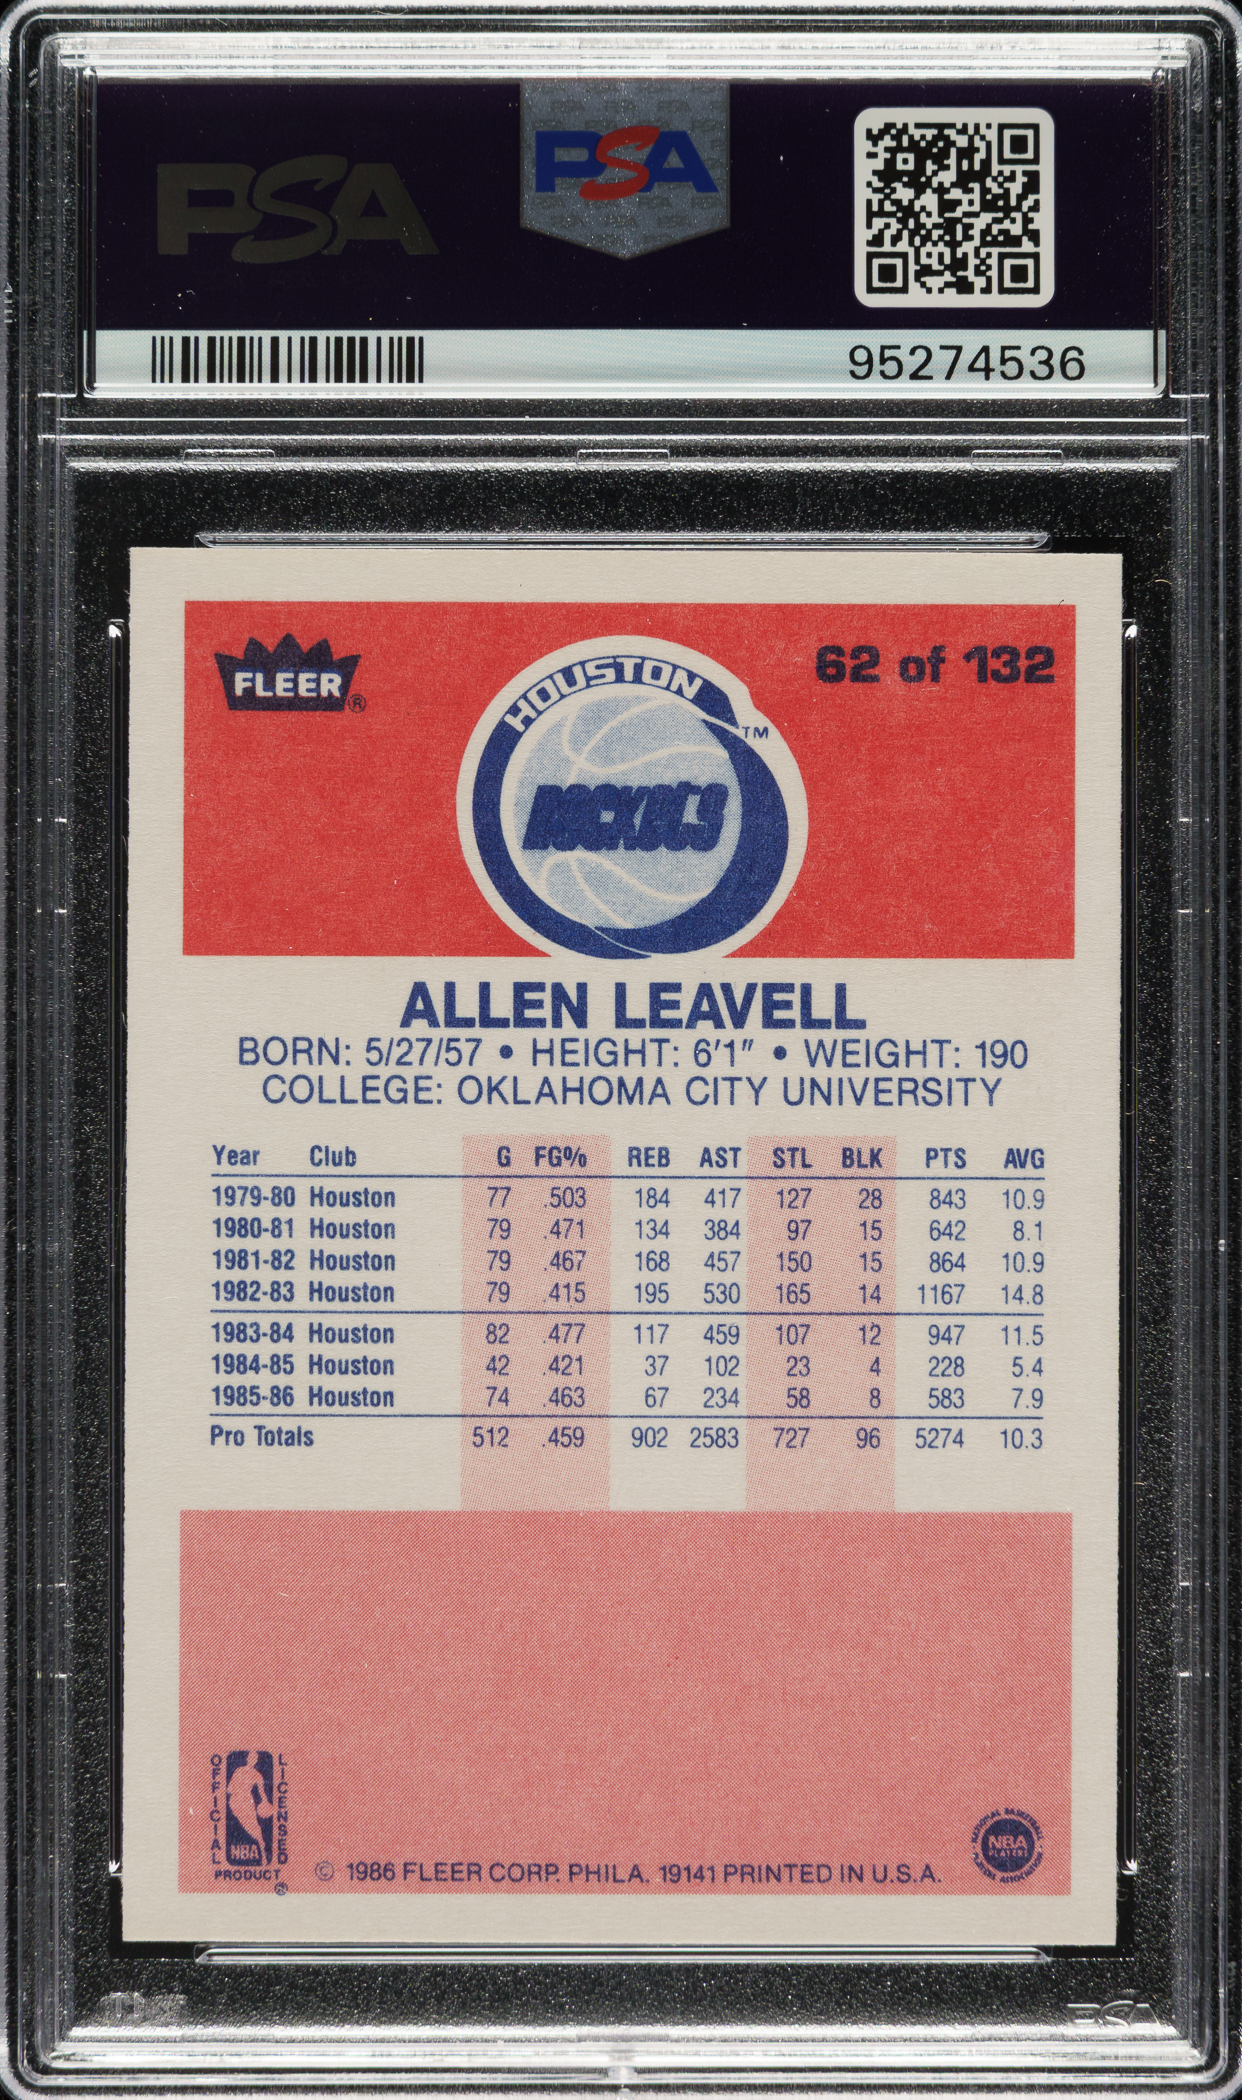 PSA
PSA
95274536
FLEER®
HOUSTON
ROCKETS
TM
62 of 132
ALLEN LEAVELL
BORN: 5/27/57 • HEIGHT: 6'1" • WEIGHT: 190
COLLEGE: OKLAHOMA CITY UNIVERSITY
Year Club G FG% REB AST STL BLK PTS AVG
1979-80 Houston 77 .503 184 417 127 28 843 10.9
1980-81 Houston 79 .471 134 384 97 15 642 8.1
1981-82 Houston 79 .467 168 457 150 15 864 10.9
1982-83 Houston 79 .415 195 530 165 14 1167 14.8
1983-84 Houston 82 .477 117 459 107 12 947 11.5
1984-85 Houston 42 .421 37 102 23 4 228 5.4
1985-86 Houston 74 .463 67 234 58 8 583 7.9
Pro Totals 512 .459 902 2583 727 96 5274 10.3
OFFICIAL
LICENSED
NBA
PRODUCT ®
© 1986 FLEER CORP. PHILA. 19141 PRINTED IN U.S.A.
NATIONAL BASKETBALL
NBA
PLAYERS
PLAYERS ASSOCIATION
PSA